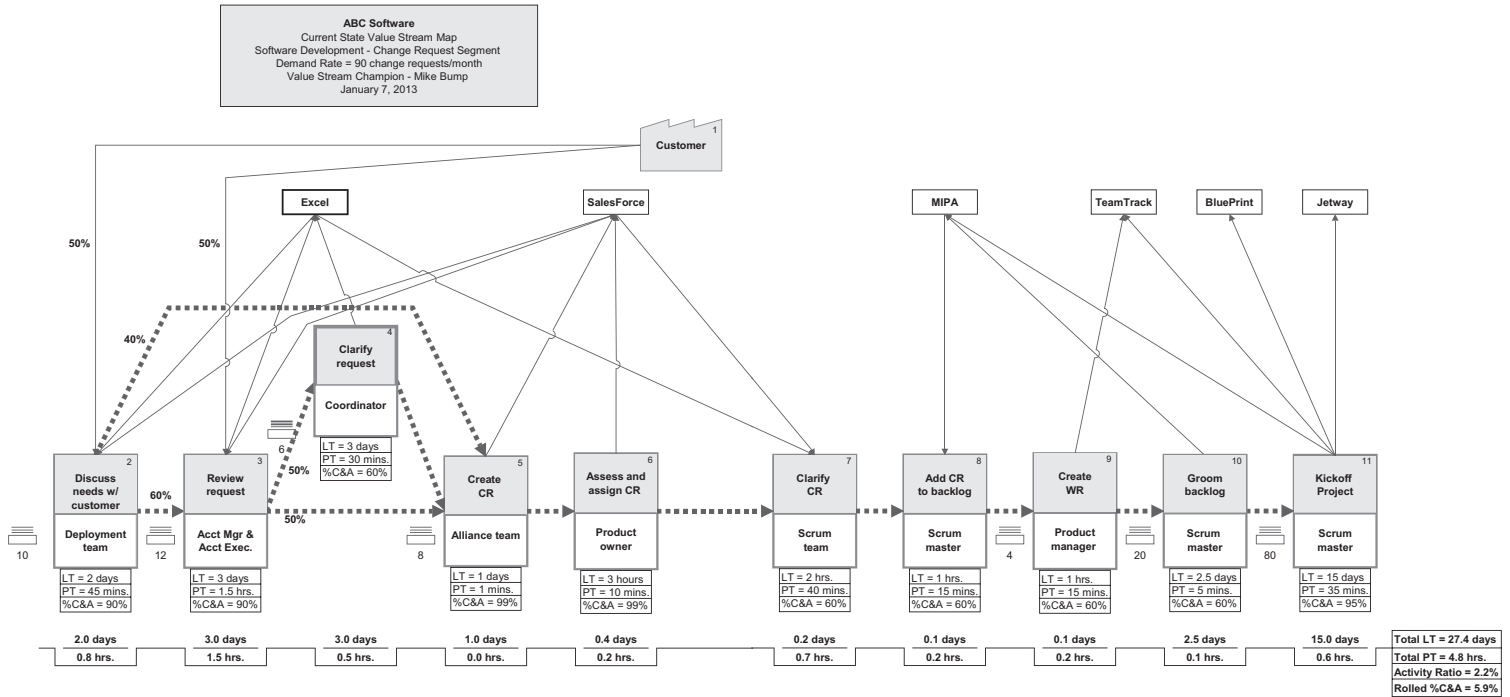 ABC Software
Current State Value Stream Map
Software Development - Change Request Segment
Demand Rate = 90 change requests/month
Value Stream Champion - Mike Bump
January 7, 2013
1
Customer
Excel
SalesForce
MIPA
TeamTrack
BluePrint
Jetway
50%
50%
40%
4
Clarify
request
Coordinator
LT = 3 days
PT = 30 mins.
%C&A = 60%
6
50%
60%
50%
2
Discuss
needs w/
customer
Deployment
team
10
LT = 2 days
PT = 45 mins.
%C&A = 90%
3
Review
request
Acct Mgr &
Acct Exec.
12
LT = 3 days
PT = 1.5 hrs.
%C&A = 90%
5
Create
CR
Alliance team
8
LT = 1 days
PT = 1 mins.
%C&A = 99%
6
Assess and
assign CR
Product
owner
LT = 3 hours
PT = 10 mins.
%C&A = 99%
7
Clarify
CR
Scrum
team
LT = 2 hrs.
PT = 40 mins.
%C&A = 60%
8
Add CR
to backlog
Scrum
master
LT = 1 hrs.
PT = 15 mins.
%C&A = 60%
9
Create
WR
Product
manager
4
LT = 1 hrs.
PT = 15 mins.
%C&A = 60%
10
Groom
backlog
Scrum
master
20
LT = 2.5 days
PT = 5 mins.
%C&A = 60%
11
Kickoff
Project
Scrum
master
80
LT = 15 days
PT = 35 mins.
%C&A = 95%
2.0 days
0.8 hrs.
3.0 days
1.5 hrs.
3.0 days
0.5 hrs.
1.0 days
0.0 hrs.
0.4 days
0.2 hrs.
0.2 days
0.7 hrs.
0.1 days
0.2 hrs.
0.1 days
0.2 hrs.
2.5 days
0.1 hrs.
15.0 days
0.6 hrs.
Total LT = 27.4 days
Total PT = 4.8 hrs.
Activity Ratio = 2.2%
Rolled %C&A = 5.9%